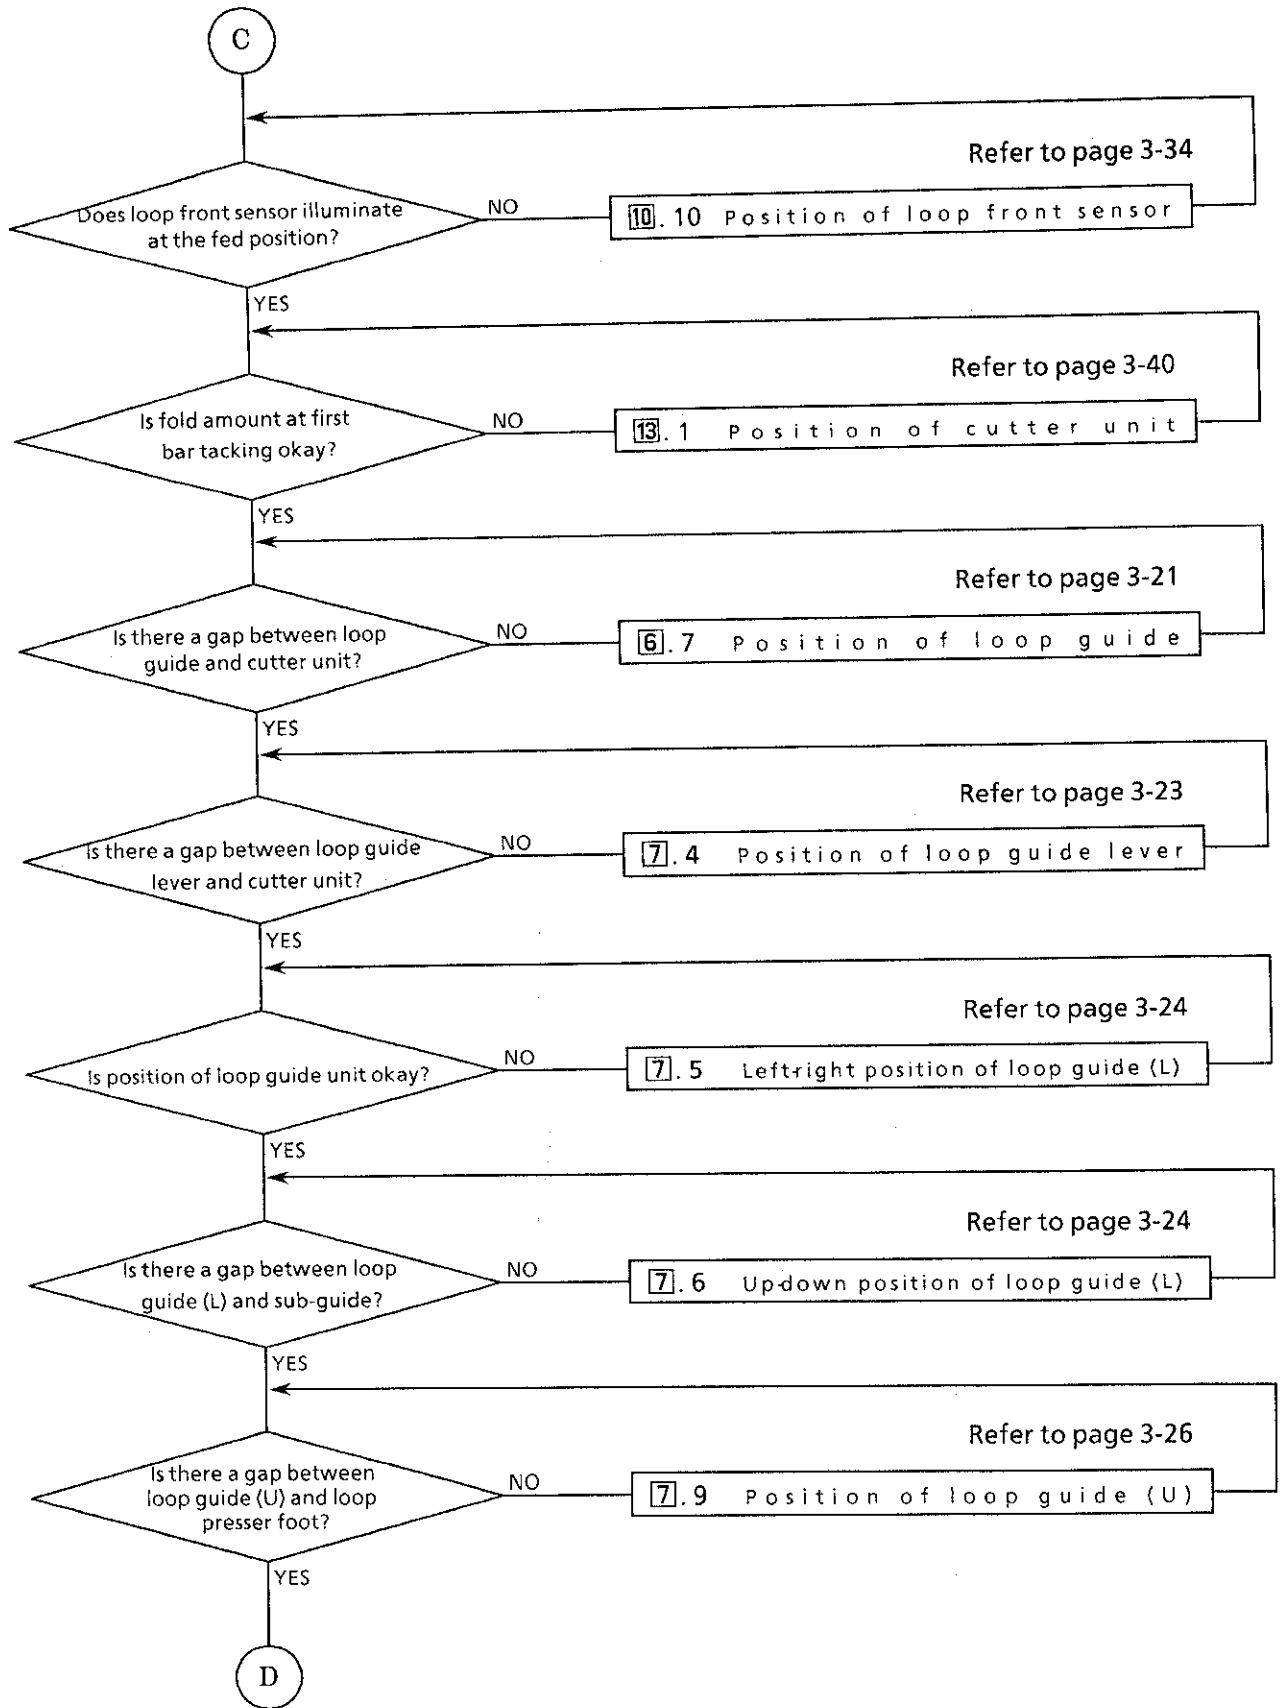 C
Refer to page 3-34
Does loop front sensor illuminate
at the fed position?
NO
10.10 Position of loop front sensor
YES
Refer to page 3-40
Is fold amount at first
bar tacking okay?
NO
13.1 Position of cutter unit
YES
Refer to page 3-21
Is there a gap between loop
guide and cutter unit?
NO
6.7 Position of loop guide
YES
Refer to page 3-23
Is there a gap between loop guide
lever and cutter unit?
NO
7.4 Position of loop guide lever
YES
Refer to page 3-24
Is position of loop guide unit okay?
NO
7.5 Left-right position of loop guide (L)
YES
Refer to page 3-24
Is there a gap between loop
guide (L) and sub-guide?
NO
7.6 Up-down position of loop guide (L)
YES
Refer to page 3-26
Is there a gap between
loop guide (U) and loop
presser foot?
NO
7.9 Position of loop guide (U)
YES
D